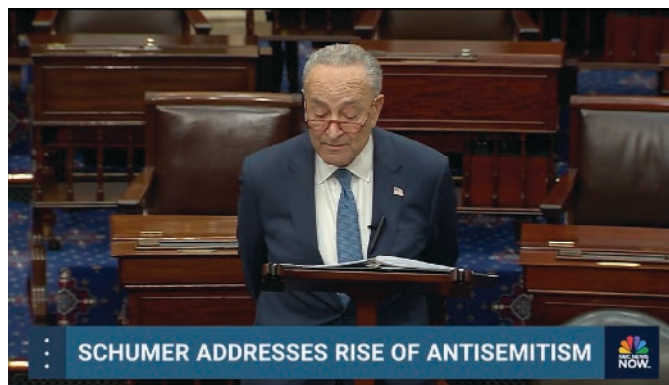 SCHUMER ADDRESSES RISE OF ANTISEMITISM
NBC NEWS
NOW